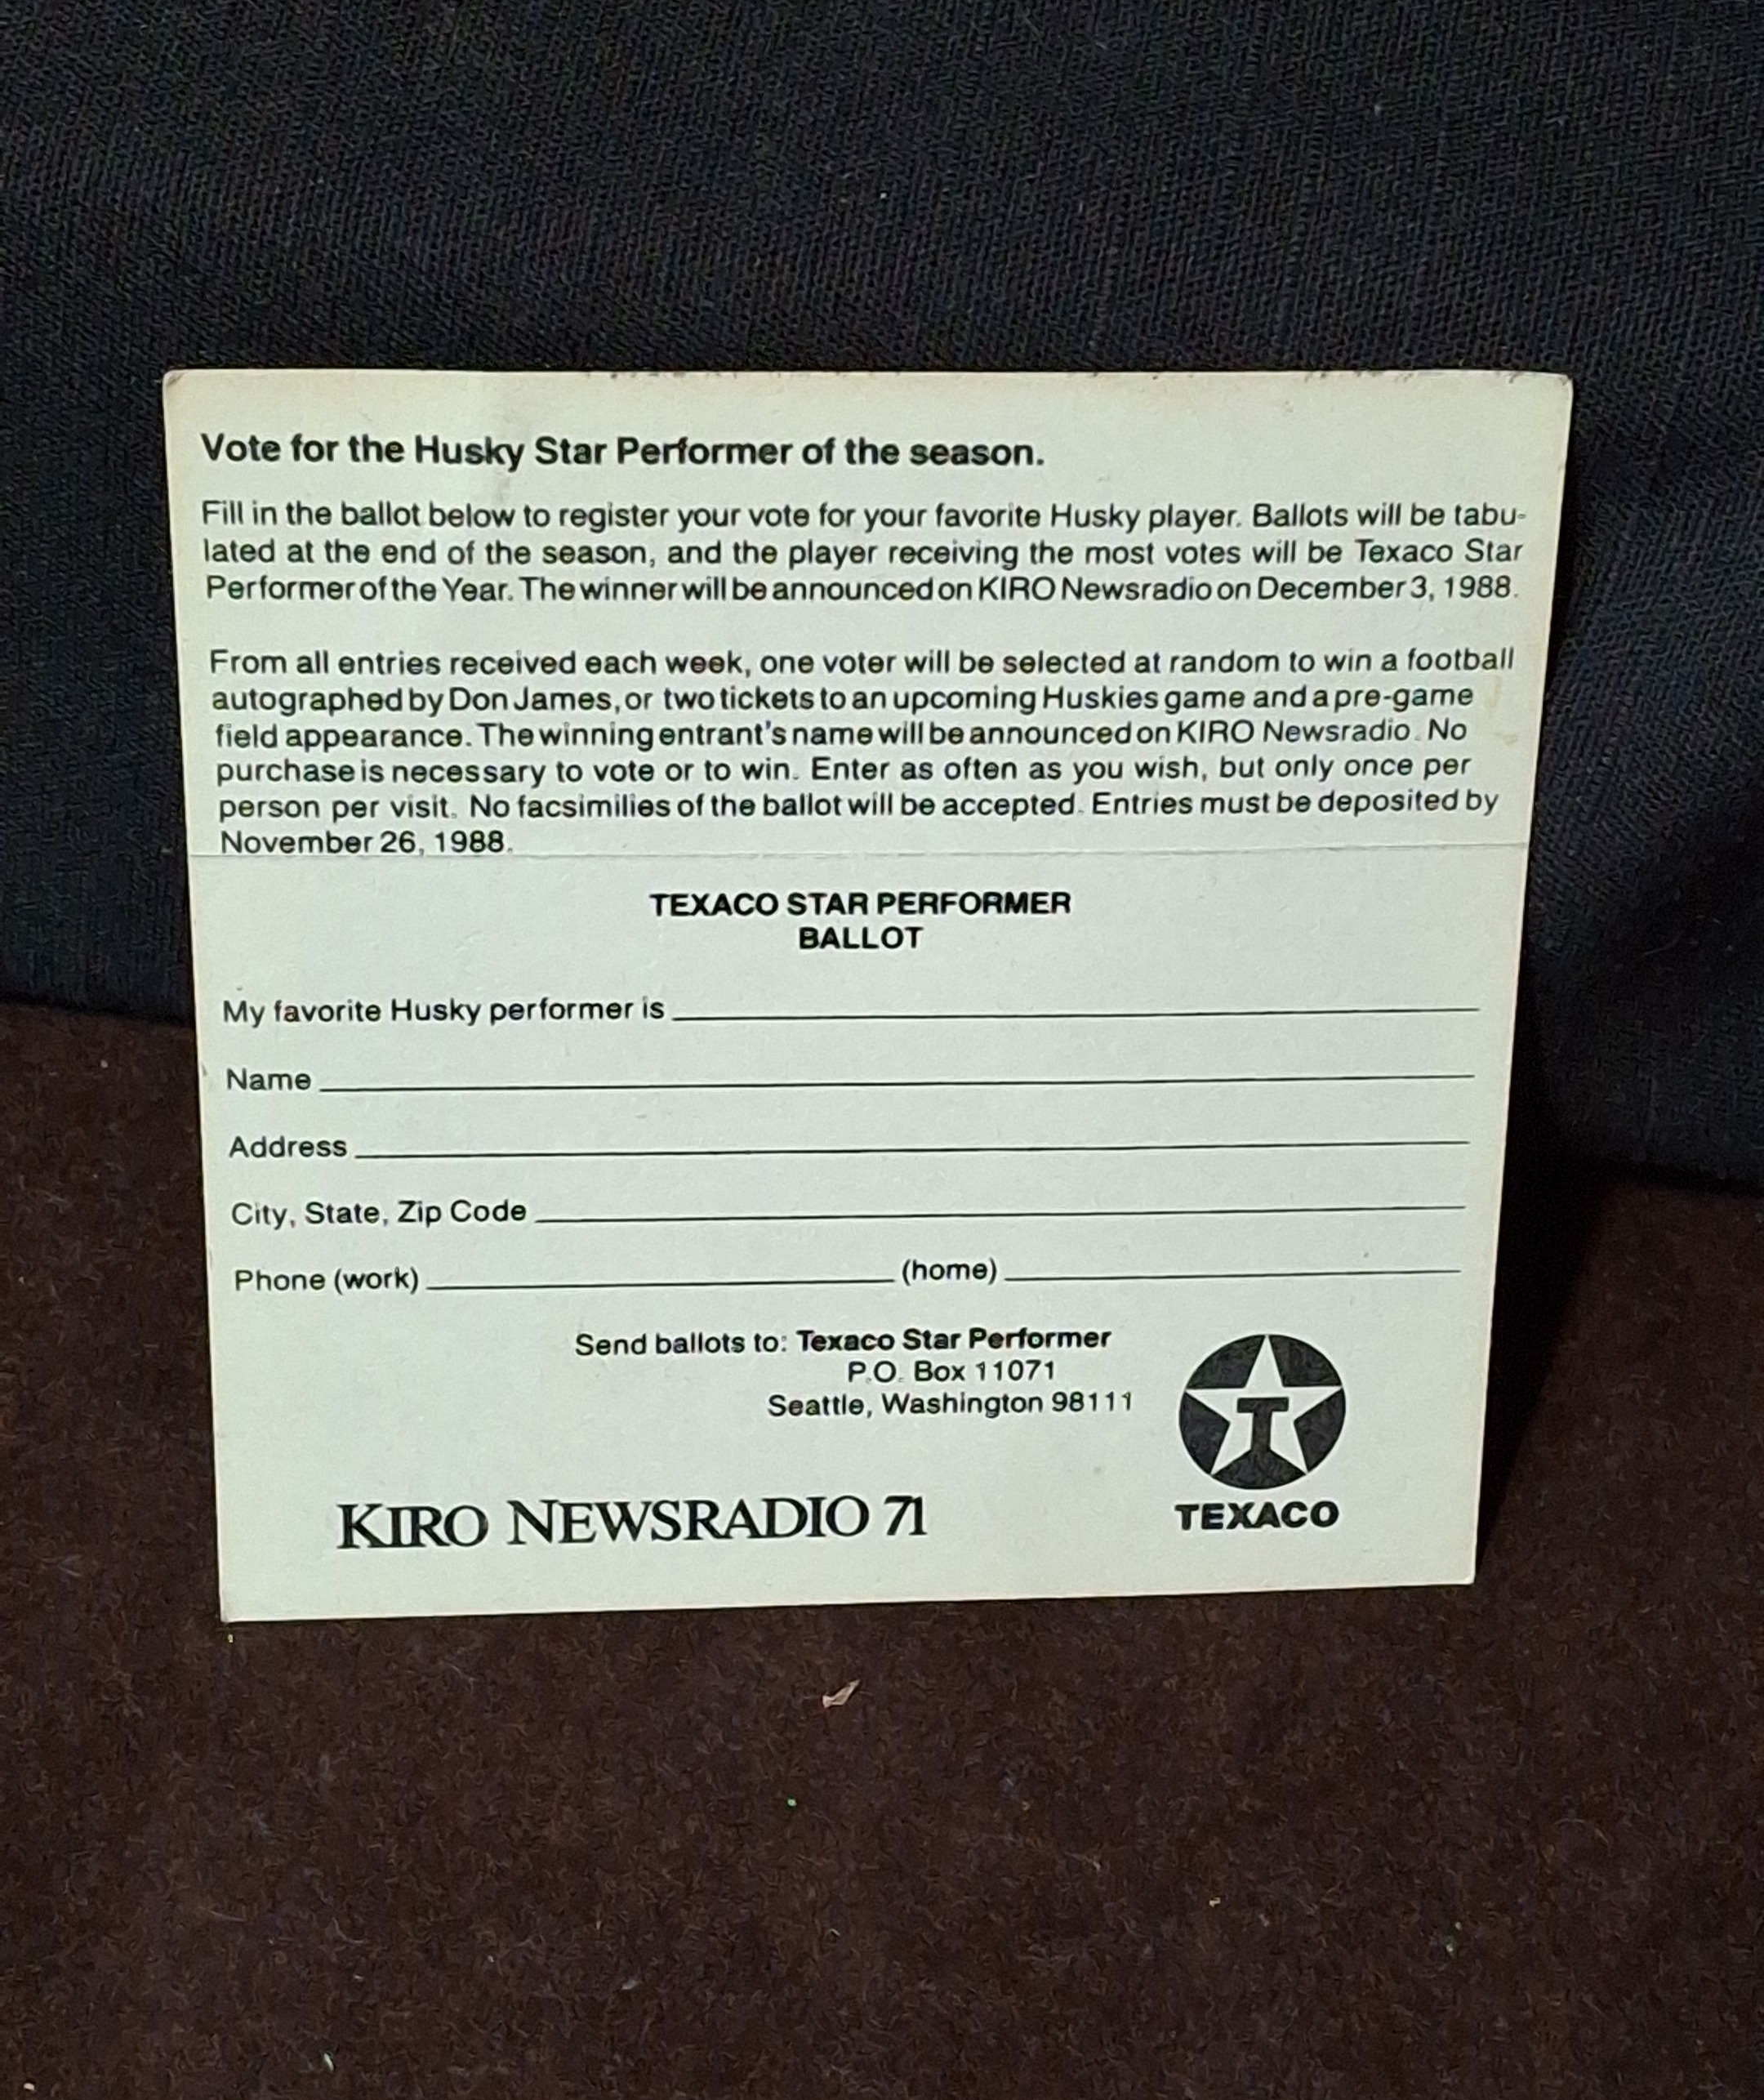 Vote for the Husky Star Performer of the season.
Fill in the ballot below to register your vote for your favorite Husky player. Ballots will be tabu-
lated at the end of the season, and the player receiving the most votes will be Texaco Star
Performer of the Year. The winner will be announced on KIRO Newsradio on December 3, 1988.
From all entries received each week, one voter will be selected at random to win a football
autographed by Don James, or two tickets to an upcoming Huskies game and a pre-game
field appearance. The winning entrant's name will be announced on KIRO Newsradio. No
purchase is necessary to vote or to win. Enter as often as you wish, but only once per
person per visit. No facsimilies of the ballot will be accepted. Entries must be deposited by
November 26, 1988.
TEXACO STAR PERFORMER
BALLOT
My favorite Husky performer is
Name
Address
City, State, Zip Code
Phone (work) (home)
Send ballots to: Texaco Star Performer
P.O. Box 11071
Seattle, Washington 98111
T
KIRO NEWSRADIO 71
TEXACO